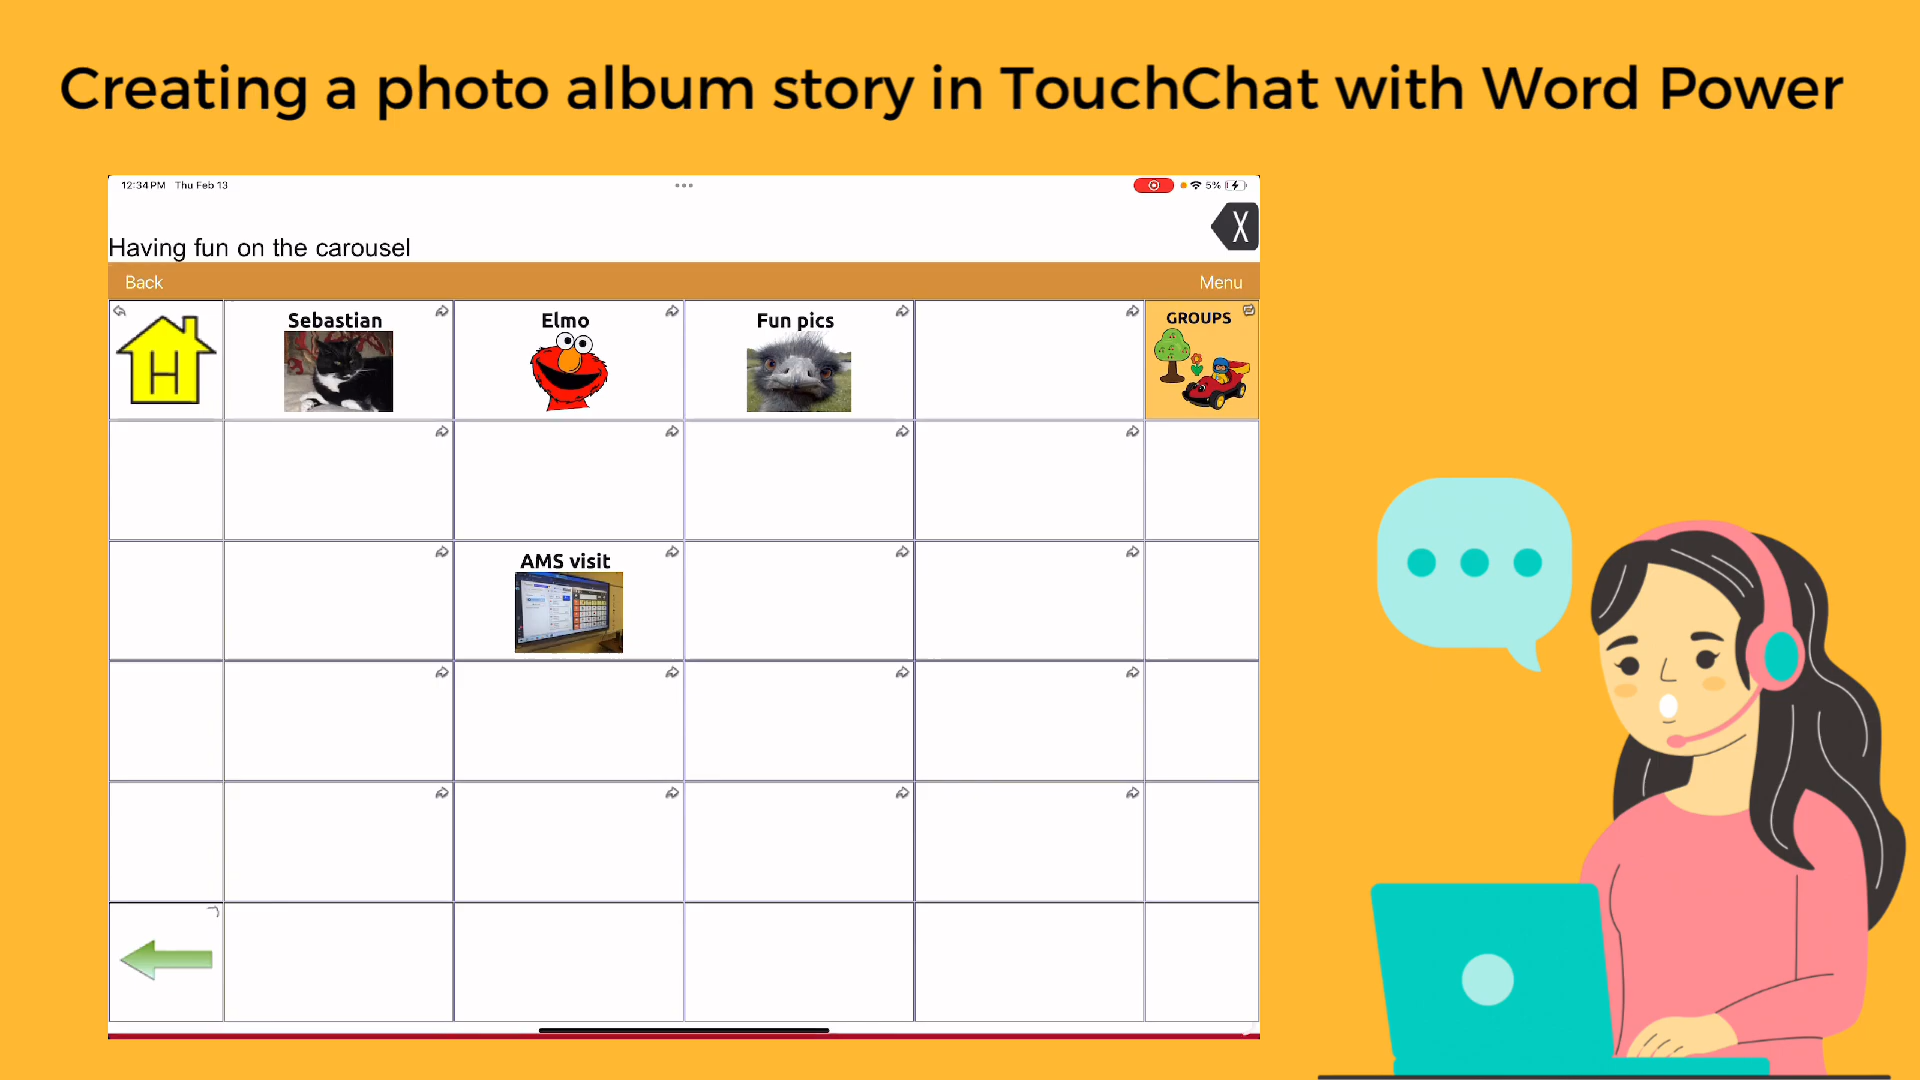 Creating a photo album story in TouchChat with Word Power
12:34 PM Thu Feb 13
5%
X
Having fun on the carousel
Back
Menu
H
Sebastian
Elmo
Fun pics
GROUPS
AMS visit